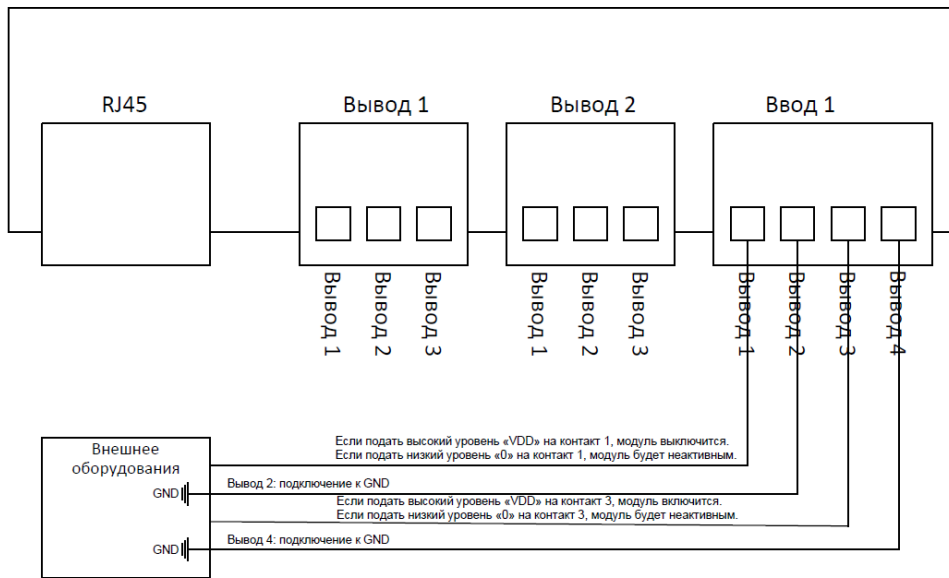 RJ45
Вывод 1
Вывод 2
Ввод 1
Вывод 1
Вывод 2
Вывод 3
Вывод 1
Вывод 2
Вывод 3
Вывод 1
Вывод 2
Вывод 3
Вывод 4
Внешнее
оборудования
Если подать высокий уровень «VDD» на контакт 1, модуль выключится.
Если подать низкий уровень «0» на контакт 1, модуль будет неактивным.
GND
Вывод 2: подключение к GND
Если подать высокий уровень «VDD» на контакт 3, модуль включится.
Если подать низкий уровень «0» на контакт 3, модуль будет неактивным.
GND
Вывод 4: подключение к GND